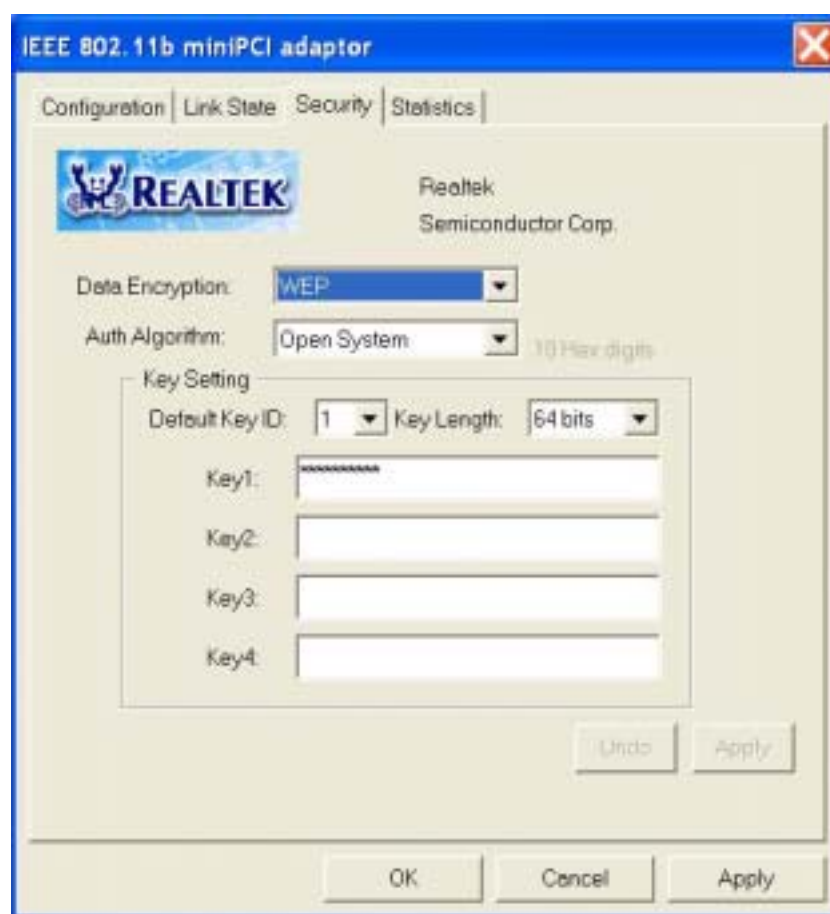 IEEE 802.11b miniPCI adaptor
Configuration Link State Security Statistics
REALTEK
Realtek
Semiconductor Corp.
Data Encryption: WEP
Auth Algorithm: Open System 10 Hex digits
Key Setting
Default Key ID: 1 Key Length: 64 bits
Key1: **********
Key2:
Key3:
Key4:
Undo Apply
OK Cancel Apply